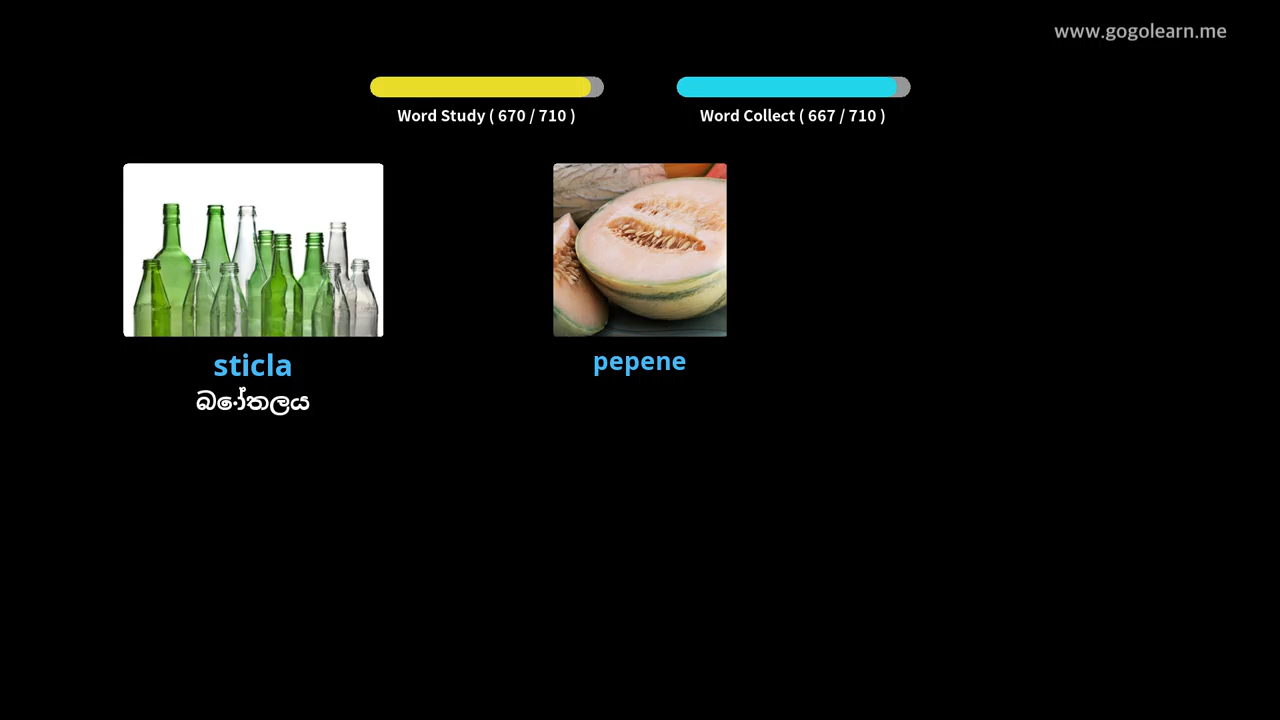 www.gogolearn.me
Word Study ( 670 / 710 )
Word Collect ( 667 / 710 )
sticla
බෝතලය
pepene